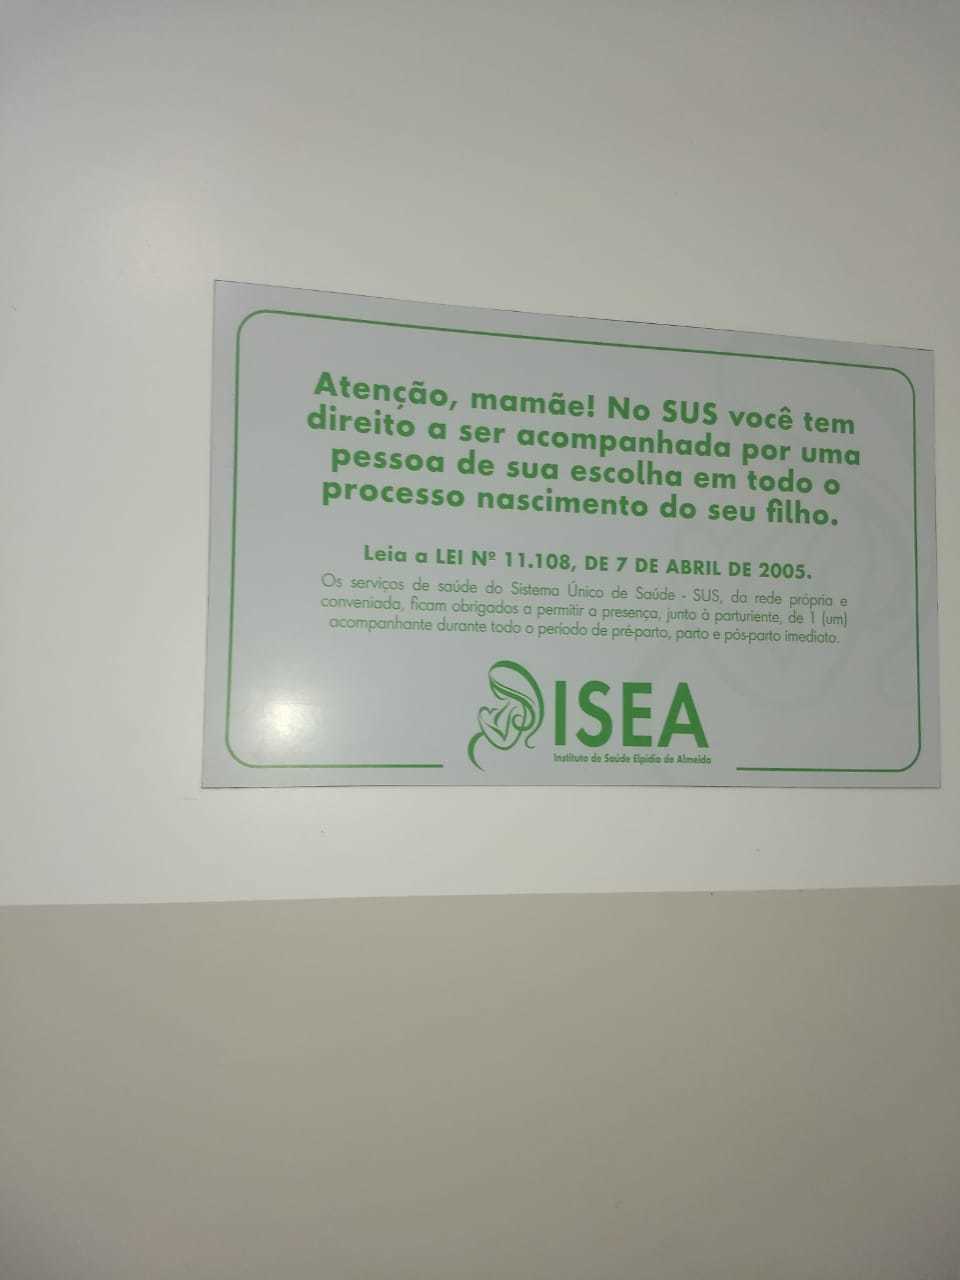 Atenção, mamãe! No SUS você tem
direito a ser acompanhada por uma
pessoa de sua escolha em todo o
processo nascimento do seu filho.
Leia a LEI Nº 11.108, DE 7 DE ABRIL DE 2005.
Os serviços de saúde do Sistema Único de Saúde - SUS, da rede própria e
conveniada, ficam obrigados a permitir a presença, junto à parturiente, de 1 (um)
acompanhante durante todo o período de pré-parto, parto e pós-parto imediato.
ISEA
Instituto de Saúde Elpídio de Almeida